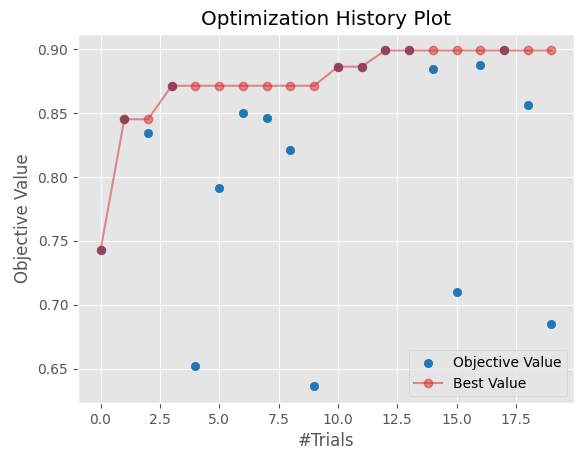 Optimization History Plot
Objective Value
0.90
0.85
0.80
0.75
0.70
0.65
0.0 2.5 5.0 7.5 10.0 12.5 15.0 17.5
#Trials
Objective Value
Best Value